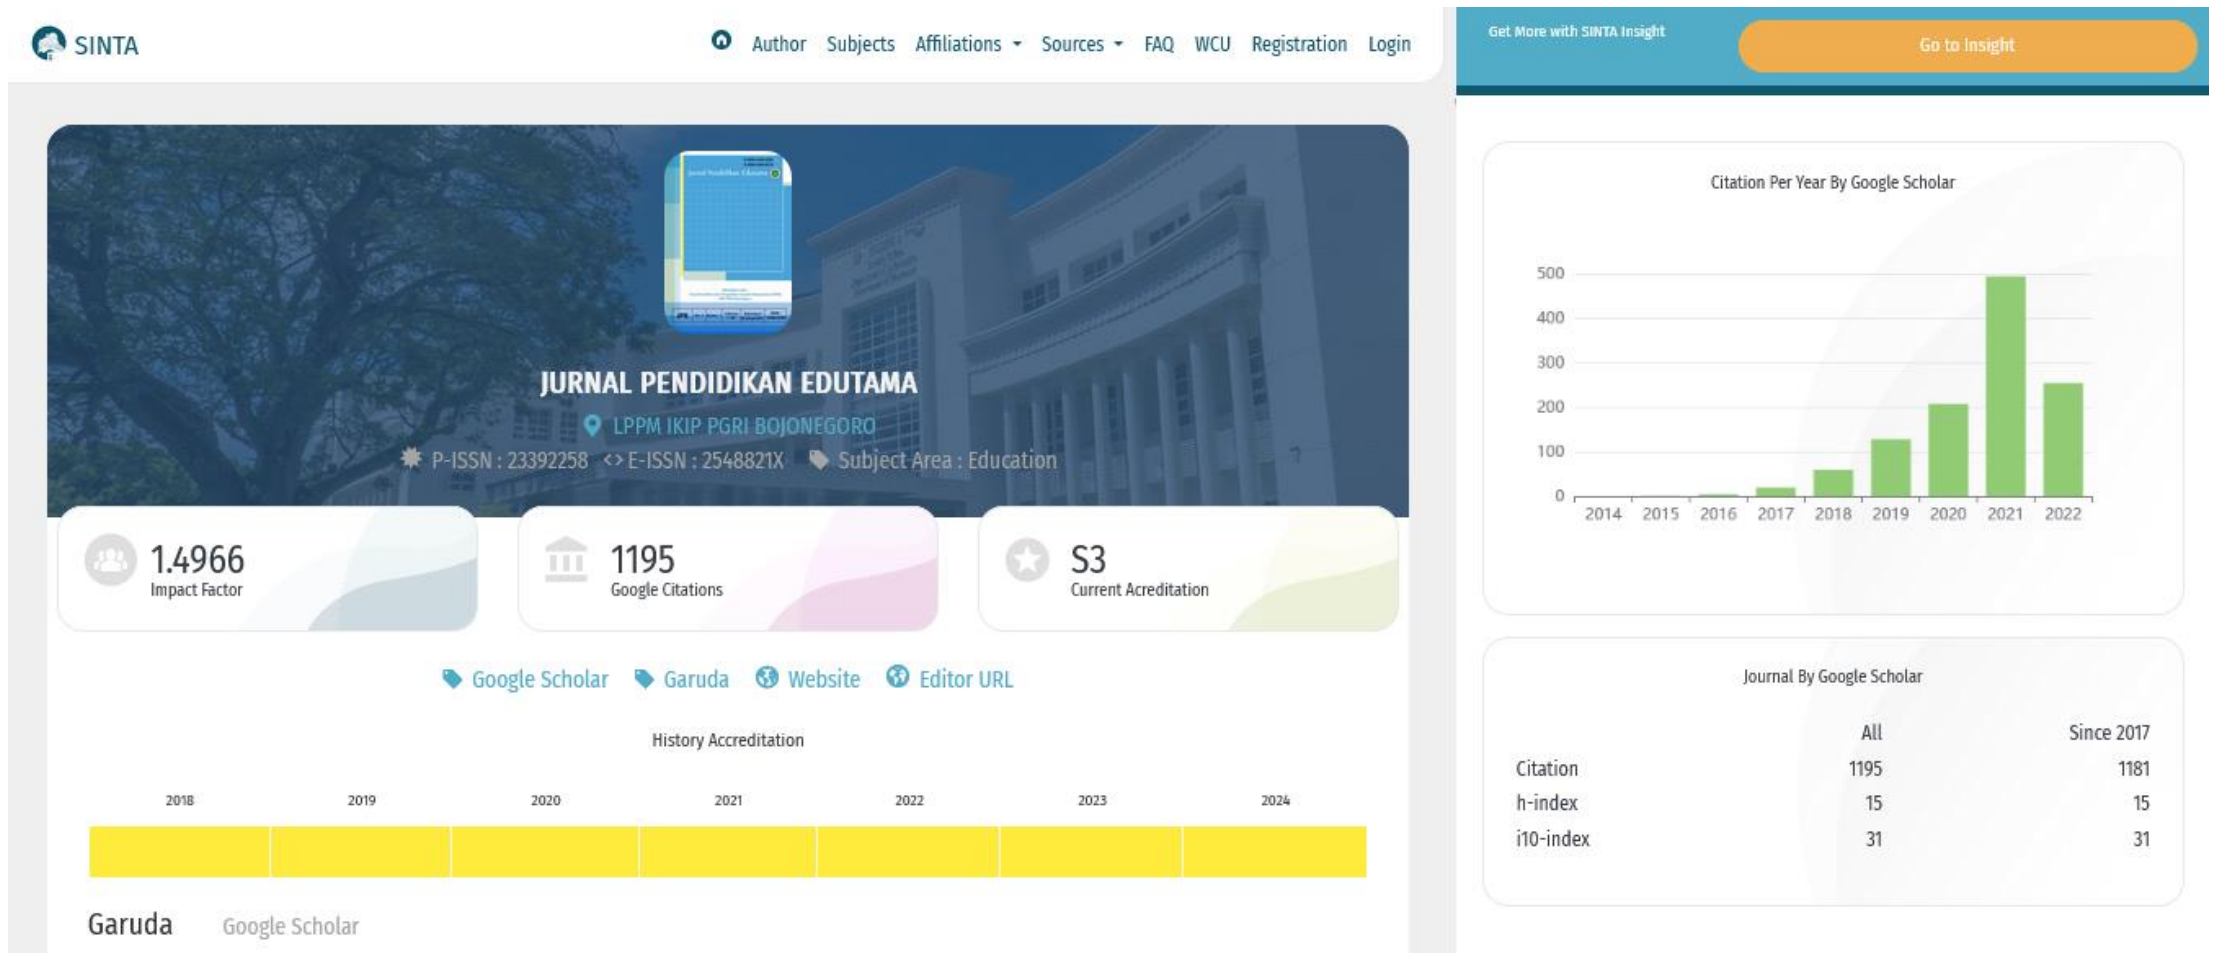 SINTA
Author Subjects Affiliations Sources FAQ WCU Registration Login
Get More with SINTA Insight
Go to Insight
Jurnal Pendidikan Edutama
JURNAL PENDIDIKAN EDUTAMA
LPPM IKIP PGRI BOJONEGORO
P-ISSN : 23392258 <> E-ISSN : 2548821X Subject Area : Education
1.4966
Impact Factor
1195
Google Citations
S3
Current Acreditation
Google Scholar Garuda Website Editor URL
History Accreditation
2018 2019 2020 2021 2022 2023 2024
Garuda Google Scholar
Citation Per Year By Google Scholar
500
400
300
200
100
0
2014 2015 2016 2017 2018 2019 2020 2021 2022
Journal By Google Scholar
All Since 2017
Citation 1195 1181
h-index 15 15
i10-index 31 31